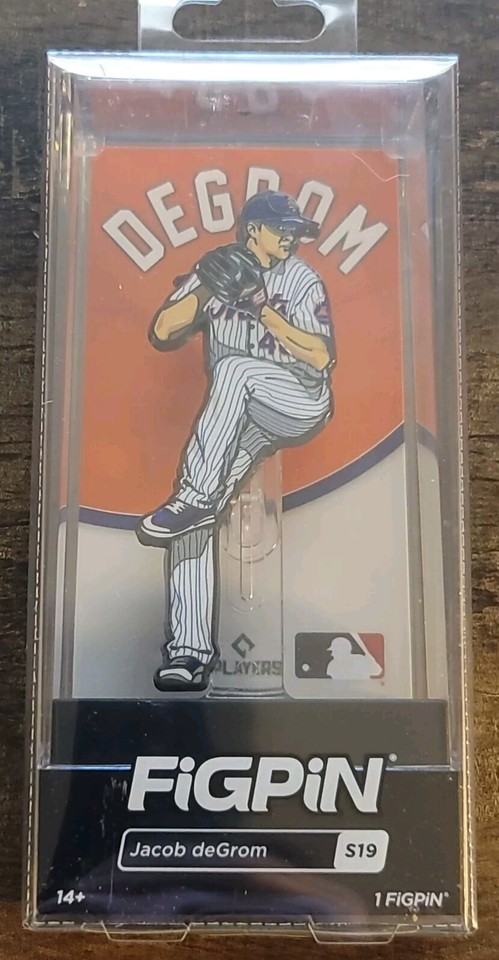 DEGROM
PLAYERS
FiGPiN®
Jacob deGrom
S19
14+
1 FiGPiN®